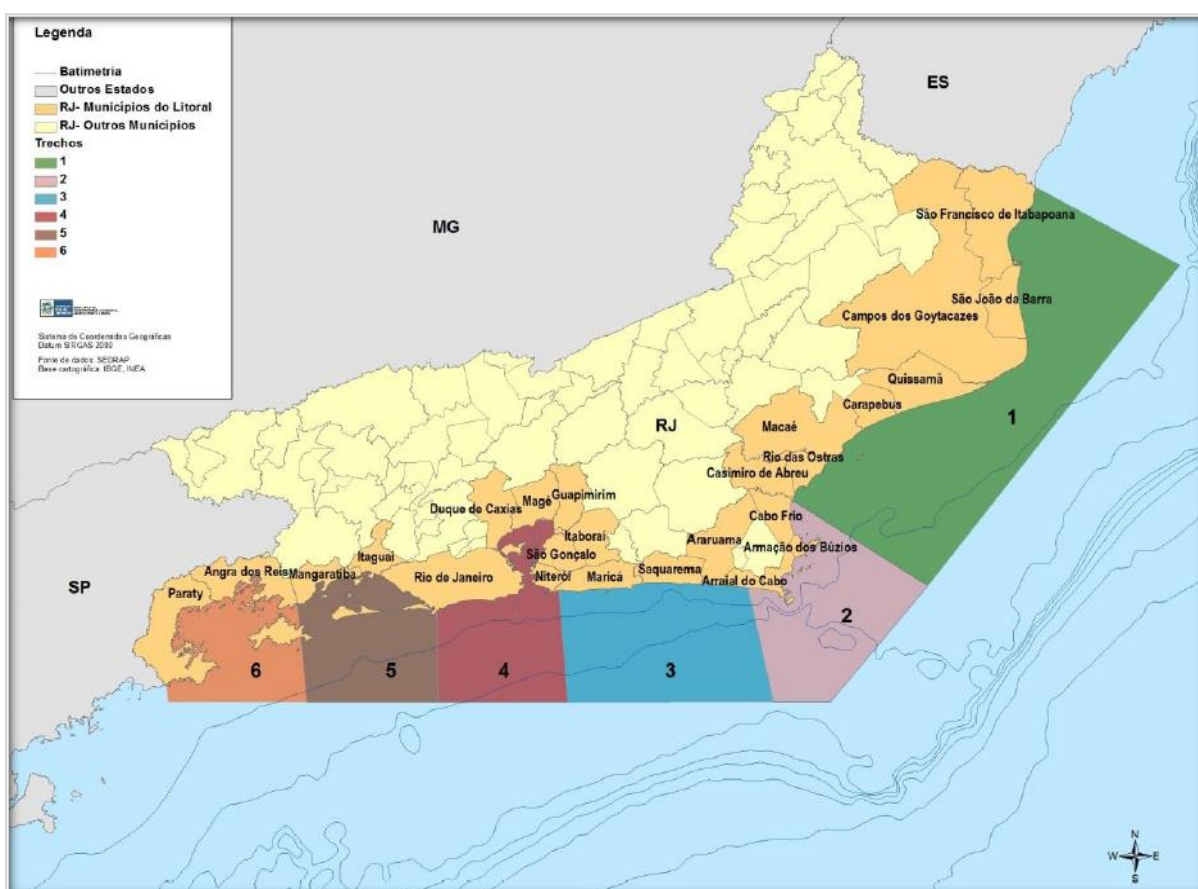 Legenda
Batimetria
Outros Estados
RJ- Municípios do Litoral
RJ- Outros Municipios
Trechos
1
2
3
4
5
6
Sistema de Coordenadas Geográficas
Datum SIRGAS 2000
Fonte de dados: SEDRAP
Base cartográfica: IBGE, INEA
ES
MG
São Francisco de Itabapoana
São João da Barra
Campos dos Goytacazes
Quissamã
Carapebus
1
RJ
Macaé
Rio das Ostras
Casimiro de Abreu
Duque de Caxias
Magé
Guapimirim
Cabo Frio
Itaboraí
Araruama
Armação dos Búzios
Itaguaí
São Gonçalo
Saquarema
Angra dos Reis
Mangaratiba
Rio de Janeiro
Niterói
Maricá
Arraial do Cabo
SP
Paraty
2
6
5
4
3
N
W
E
S